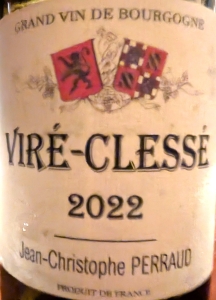 GRAND VIN DE BOURGOGNE
VIRÉ-CLESSÉ
2022
Jean-Christophe PERRAUD
PRODUIT DE FRANCE